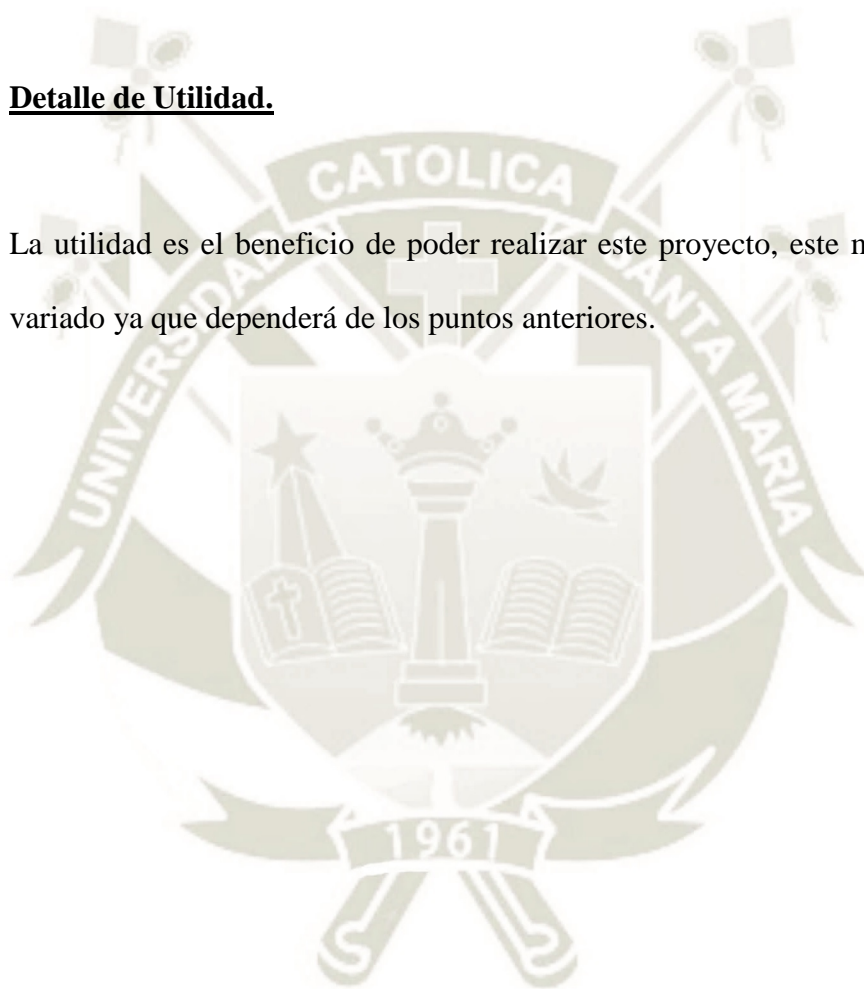 Detalle de Utilidad.
CATOLICA
La utilidad es el beneficio de poder realizar este proyecto, este
UNIVERSIDAD
SANTA MARIA
variado ya que dependerá de los puntos anteriores.
1961